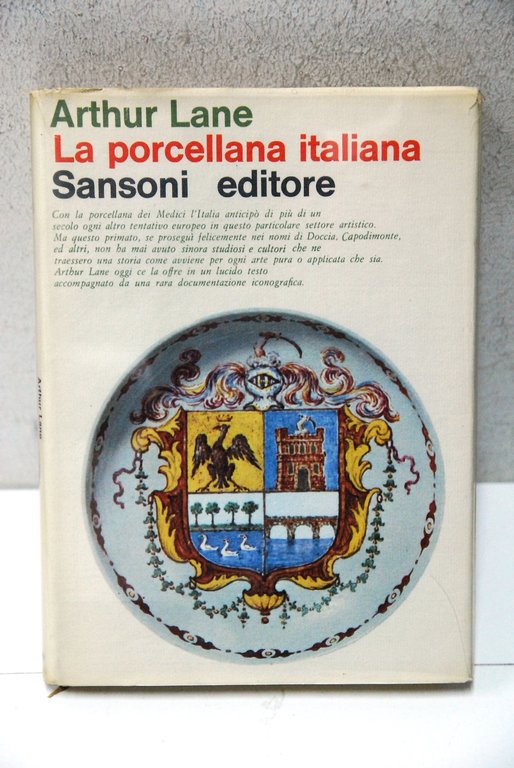 Arthur Lane
La porcellana italiana
Sansoni editore
Con la porcellana dei Medici l'Italia anticipò di più di un
secolo ogni altro tentativo europeo in questo particolare settore artistico.
Ma questo primato, se proseguì felicemente nei nomi di Doccia, Capodimonte,
ed altri, non ha mai avuto sinora studiosi e cultori che ne
traessero una storia come avviene per ogni arte pura o applicata che sia.
Arthur Lane oggi ce la offre in un lucido testo
accompagnato da una rara documentazione iconografica.
Arthur Lane